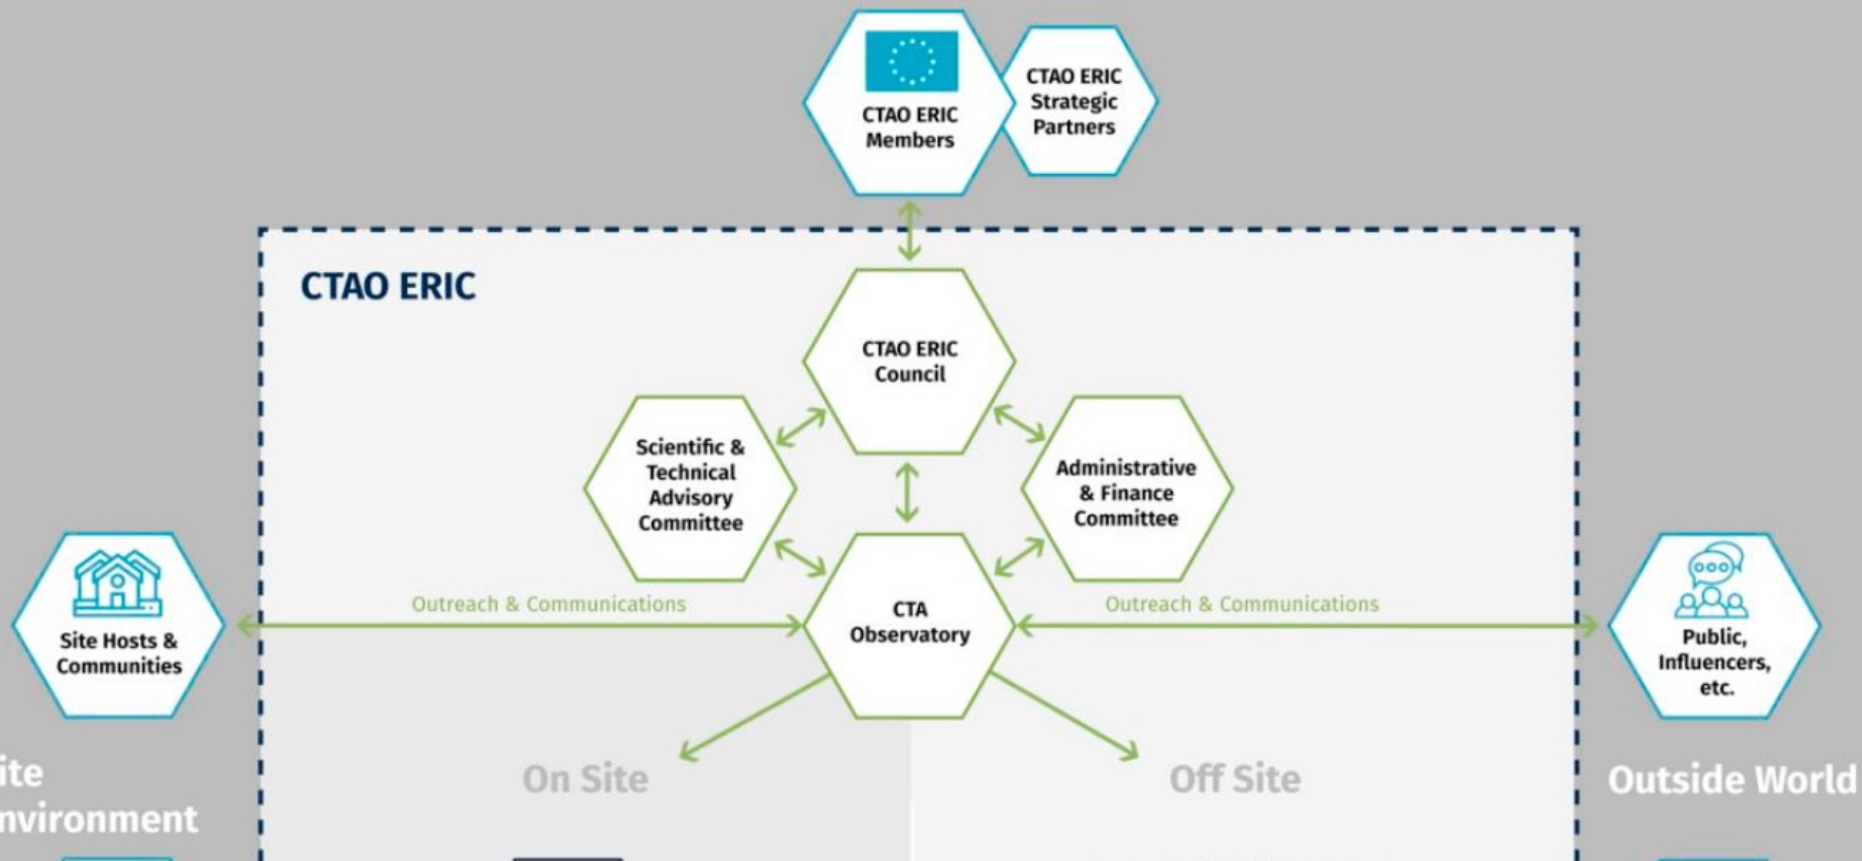 CTAO ERIC
Members
CTAO ERIC
Strategic
Partners
CTAO ERIC
CTAO ERIC
Council
Scientific &
Technical
Advisory
Committee
Administrative
& Finance
Committee
Site Hosts &
Communities
Outreach & Communications
CTA
Observatory
Outreach & Communications
Public,
Influencers,
etc.
On Site
Off Site
Outside World
ite
nvironment